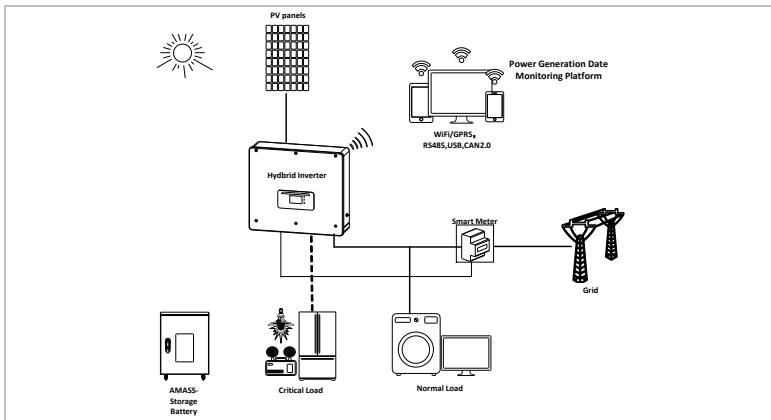 PV panels
Power Generation Date
Monitoring Platform
WiFi/GPRS,
RS485,USB,CAN2.0
Hydbrid Inverter
Smart Meter
Grid
AMASS-
Storage
Battery
Critical Load
Normal Load